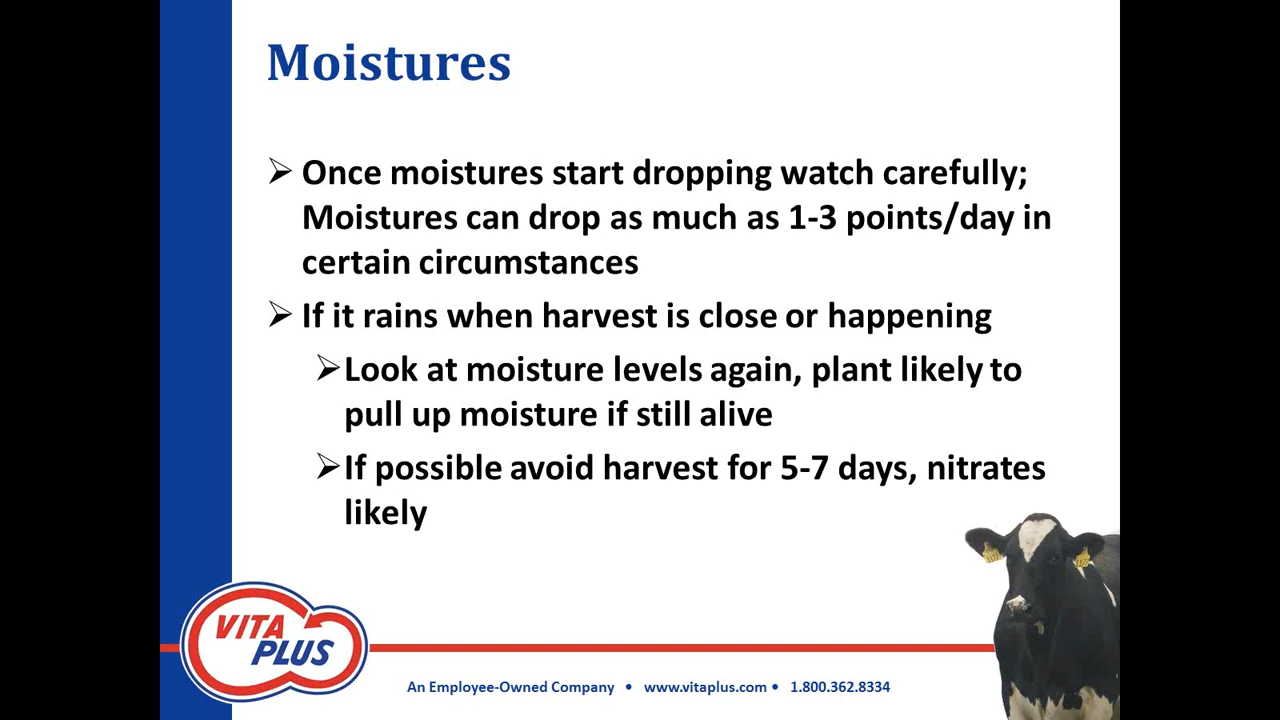 Moistures
Once moistures start dropping watch carefully;
Moistures can drop as much as 1-3 points/day in
certain circumstances
If it rains when harvest is close or happening
Look at moisture levels again, plant likely to
pull up moisture if still alive
If possible avoid harvest for 5-7 days, nitrates
likely
VITA
PLUS
An Employee-Owned Company • www.vitaplus.com • 1.800.362.8334